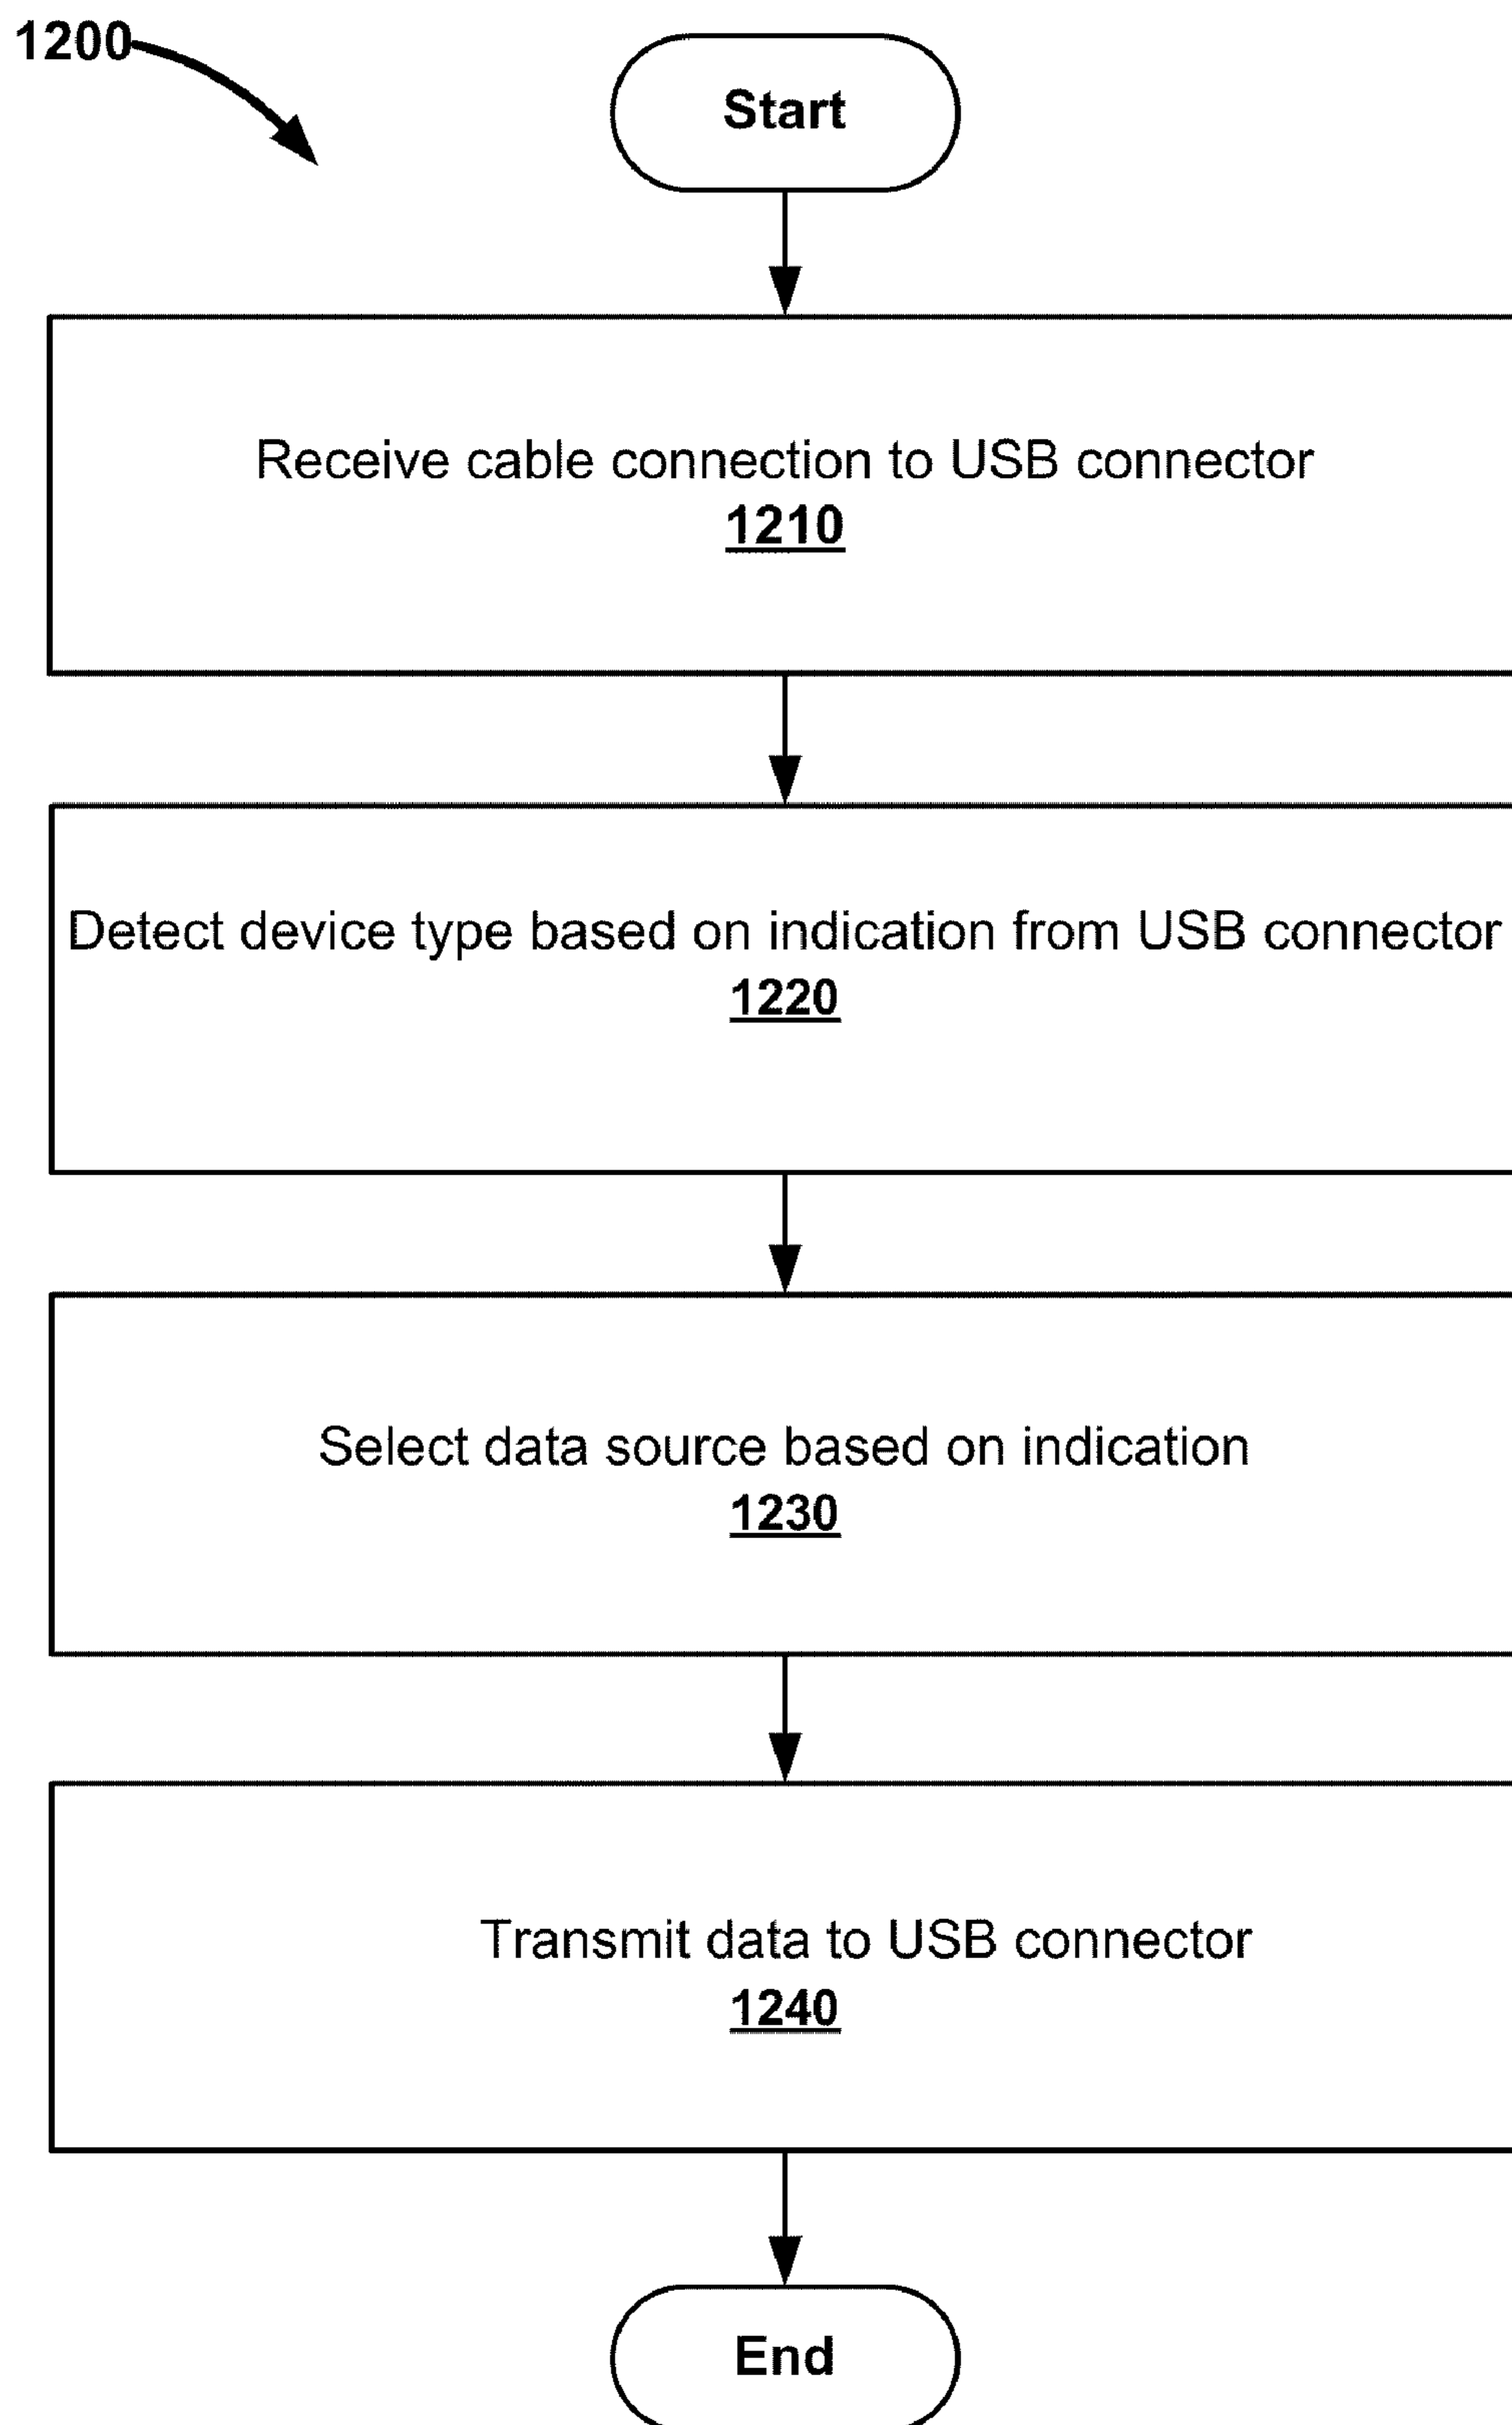 1200
Start
Receive cable connection to USB connector
1210
Detect device type based on indication from USB connector
1220
Select data source based on indication
1230
Transmit data to USB connector
1240
End